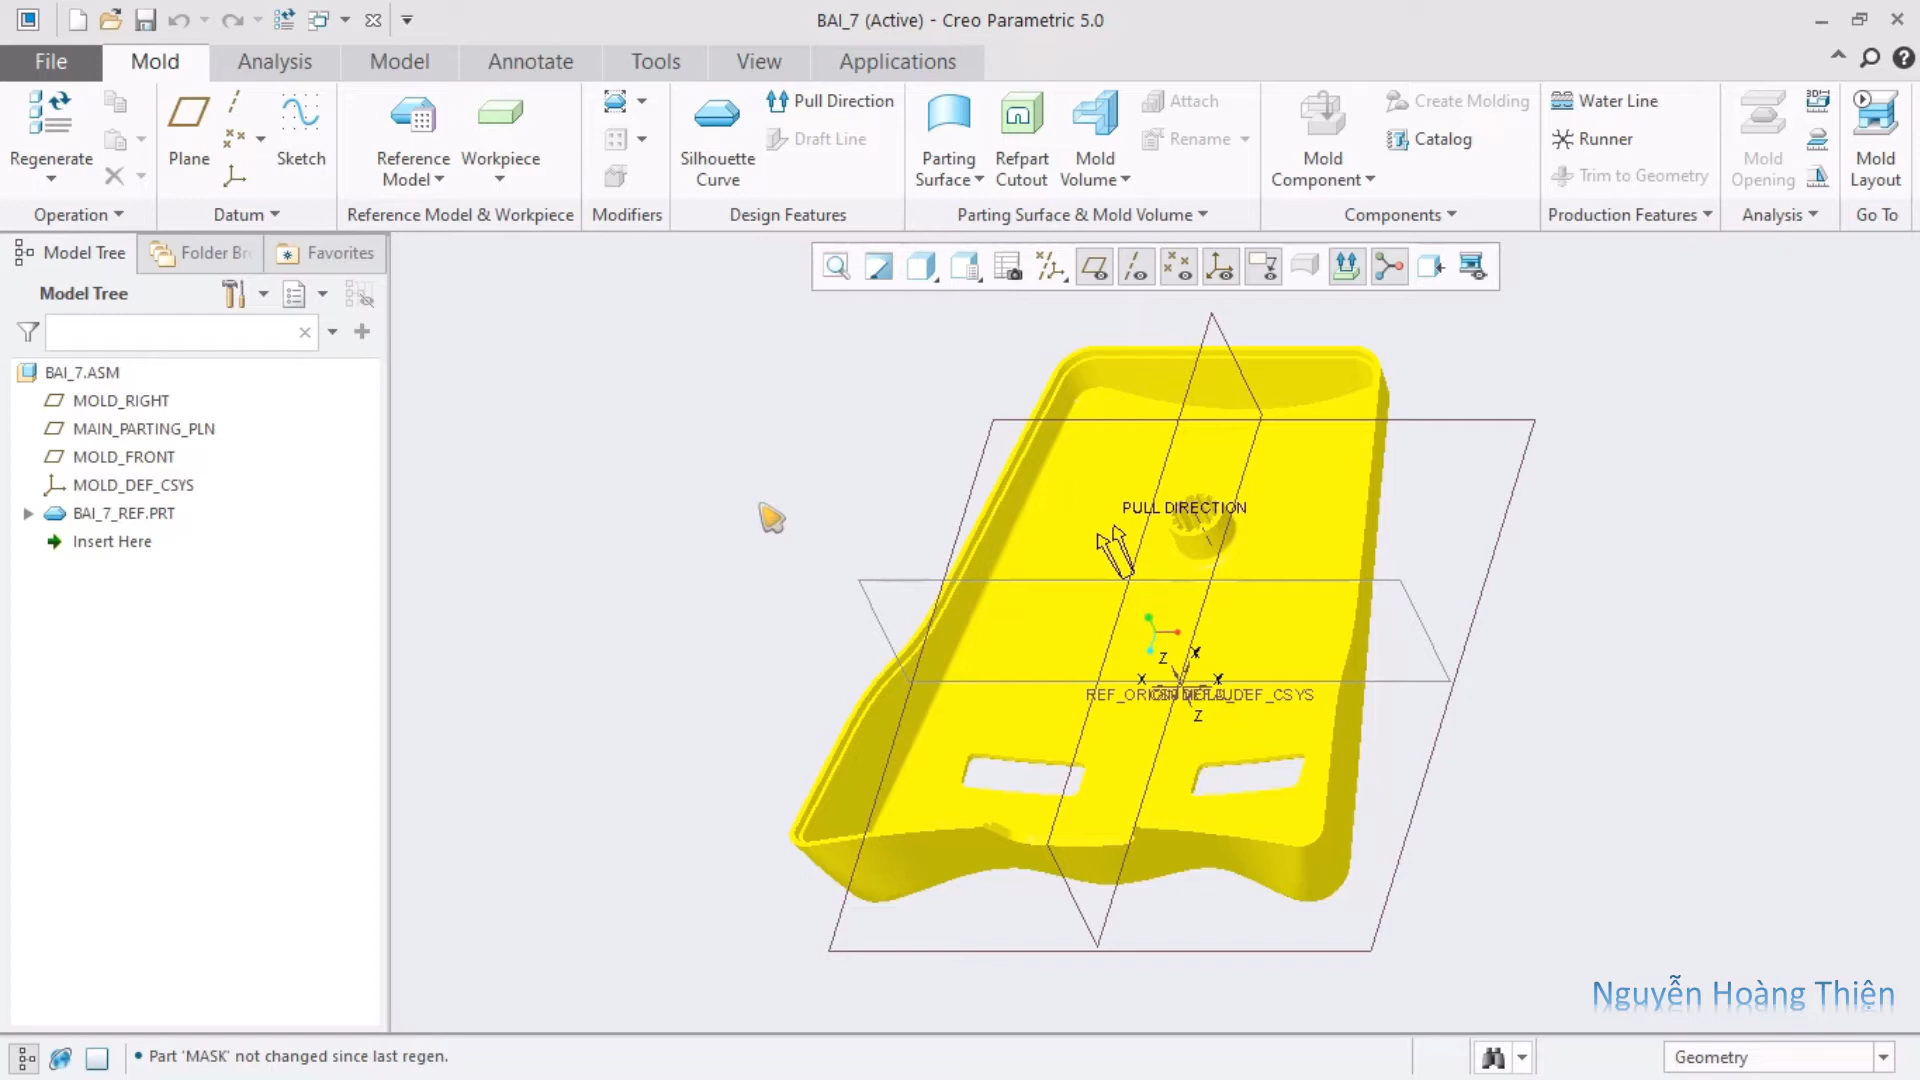 BAI_7 (Active) - Creo Parametric 5.0
File Mold Analysis Model Annotate Tools View Applications
Regenerate Plane Sketch Reference Model Workpiece Silhouette Curve Pull Direction Draft Line Parting Surface Refpart Cutout Mold Volume Attach Rename Mold Component Create Molding Catalog Water Line Runner Trim to Geometry Mold Opening Mold Layout
Operation Datum Reference Model & Workpiece Modifiers Design Features Parting Surface & Mold Volume Components Production Features Analysis Go To
Model Tree Folder Br Favorites
Model Tree
BAI_7.ASM
MOLD_RIGHT
MAIN_PARTING_PLN
MOLD_FRONT
MOLD_DEF_CSYS
BAI_7_REF.PRT
Insert Here
PULL DIRECTION
Z X
X X
DEF_CSYS
Z
Nguyễn Hoàng Thiện
Part 'MASK' not changed since last regen.
Geometry